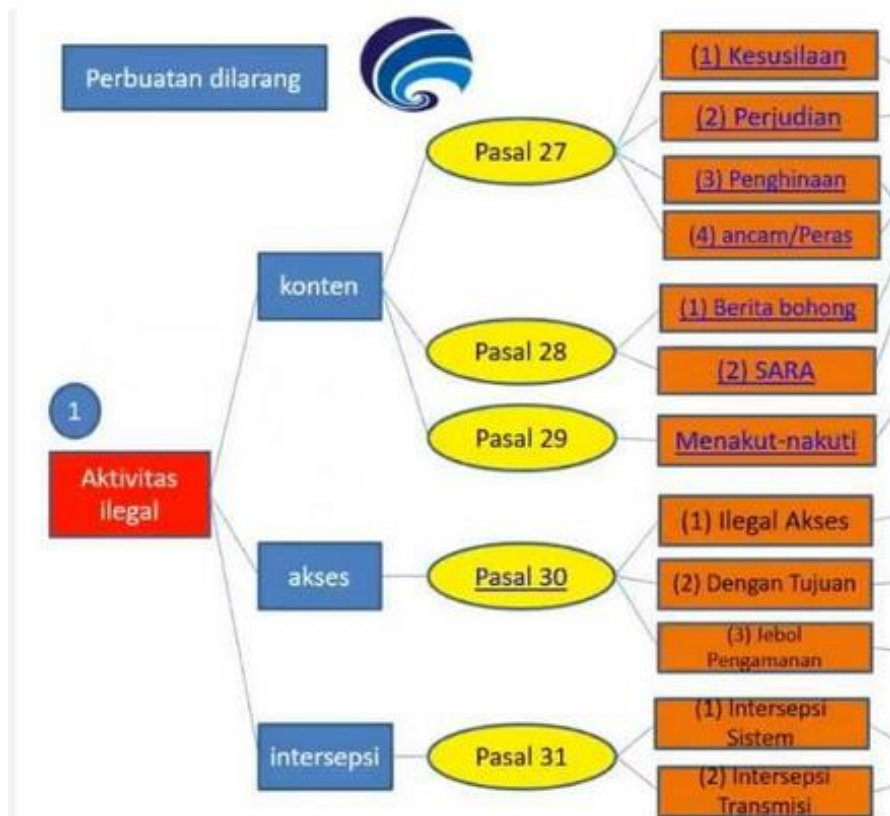 Perbuatan dilarang
(1) Kesusilaan
(2) Perjudian
Pasal 27
(3) Penghinaan
(4) ancam/Peras
konten
(1) Berita bohong
Pasal 28
(2) SARA
1
Pasal 29
Menakut-nakuti
Aktivitas
ilegal
(1) Ilegal Akses
akses
Pasal 30
(2) Dengan Tujuan
(3) Jebol
Pengamanan
(1) Intersepsi
Sistem
intersepsi
Pasal 31
(2) Intersepsi
Transmisi